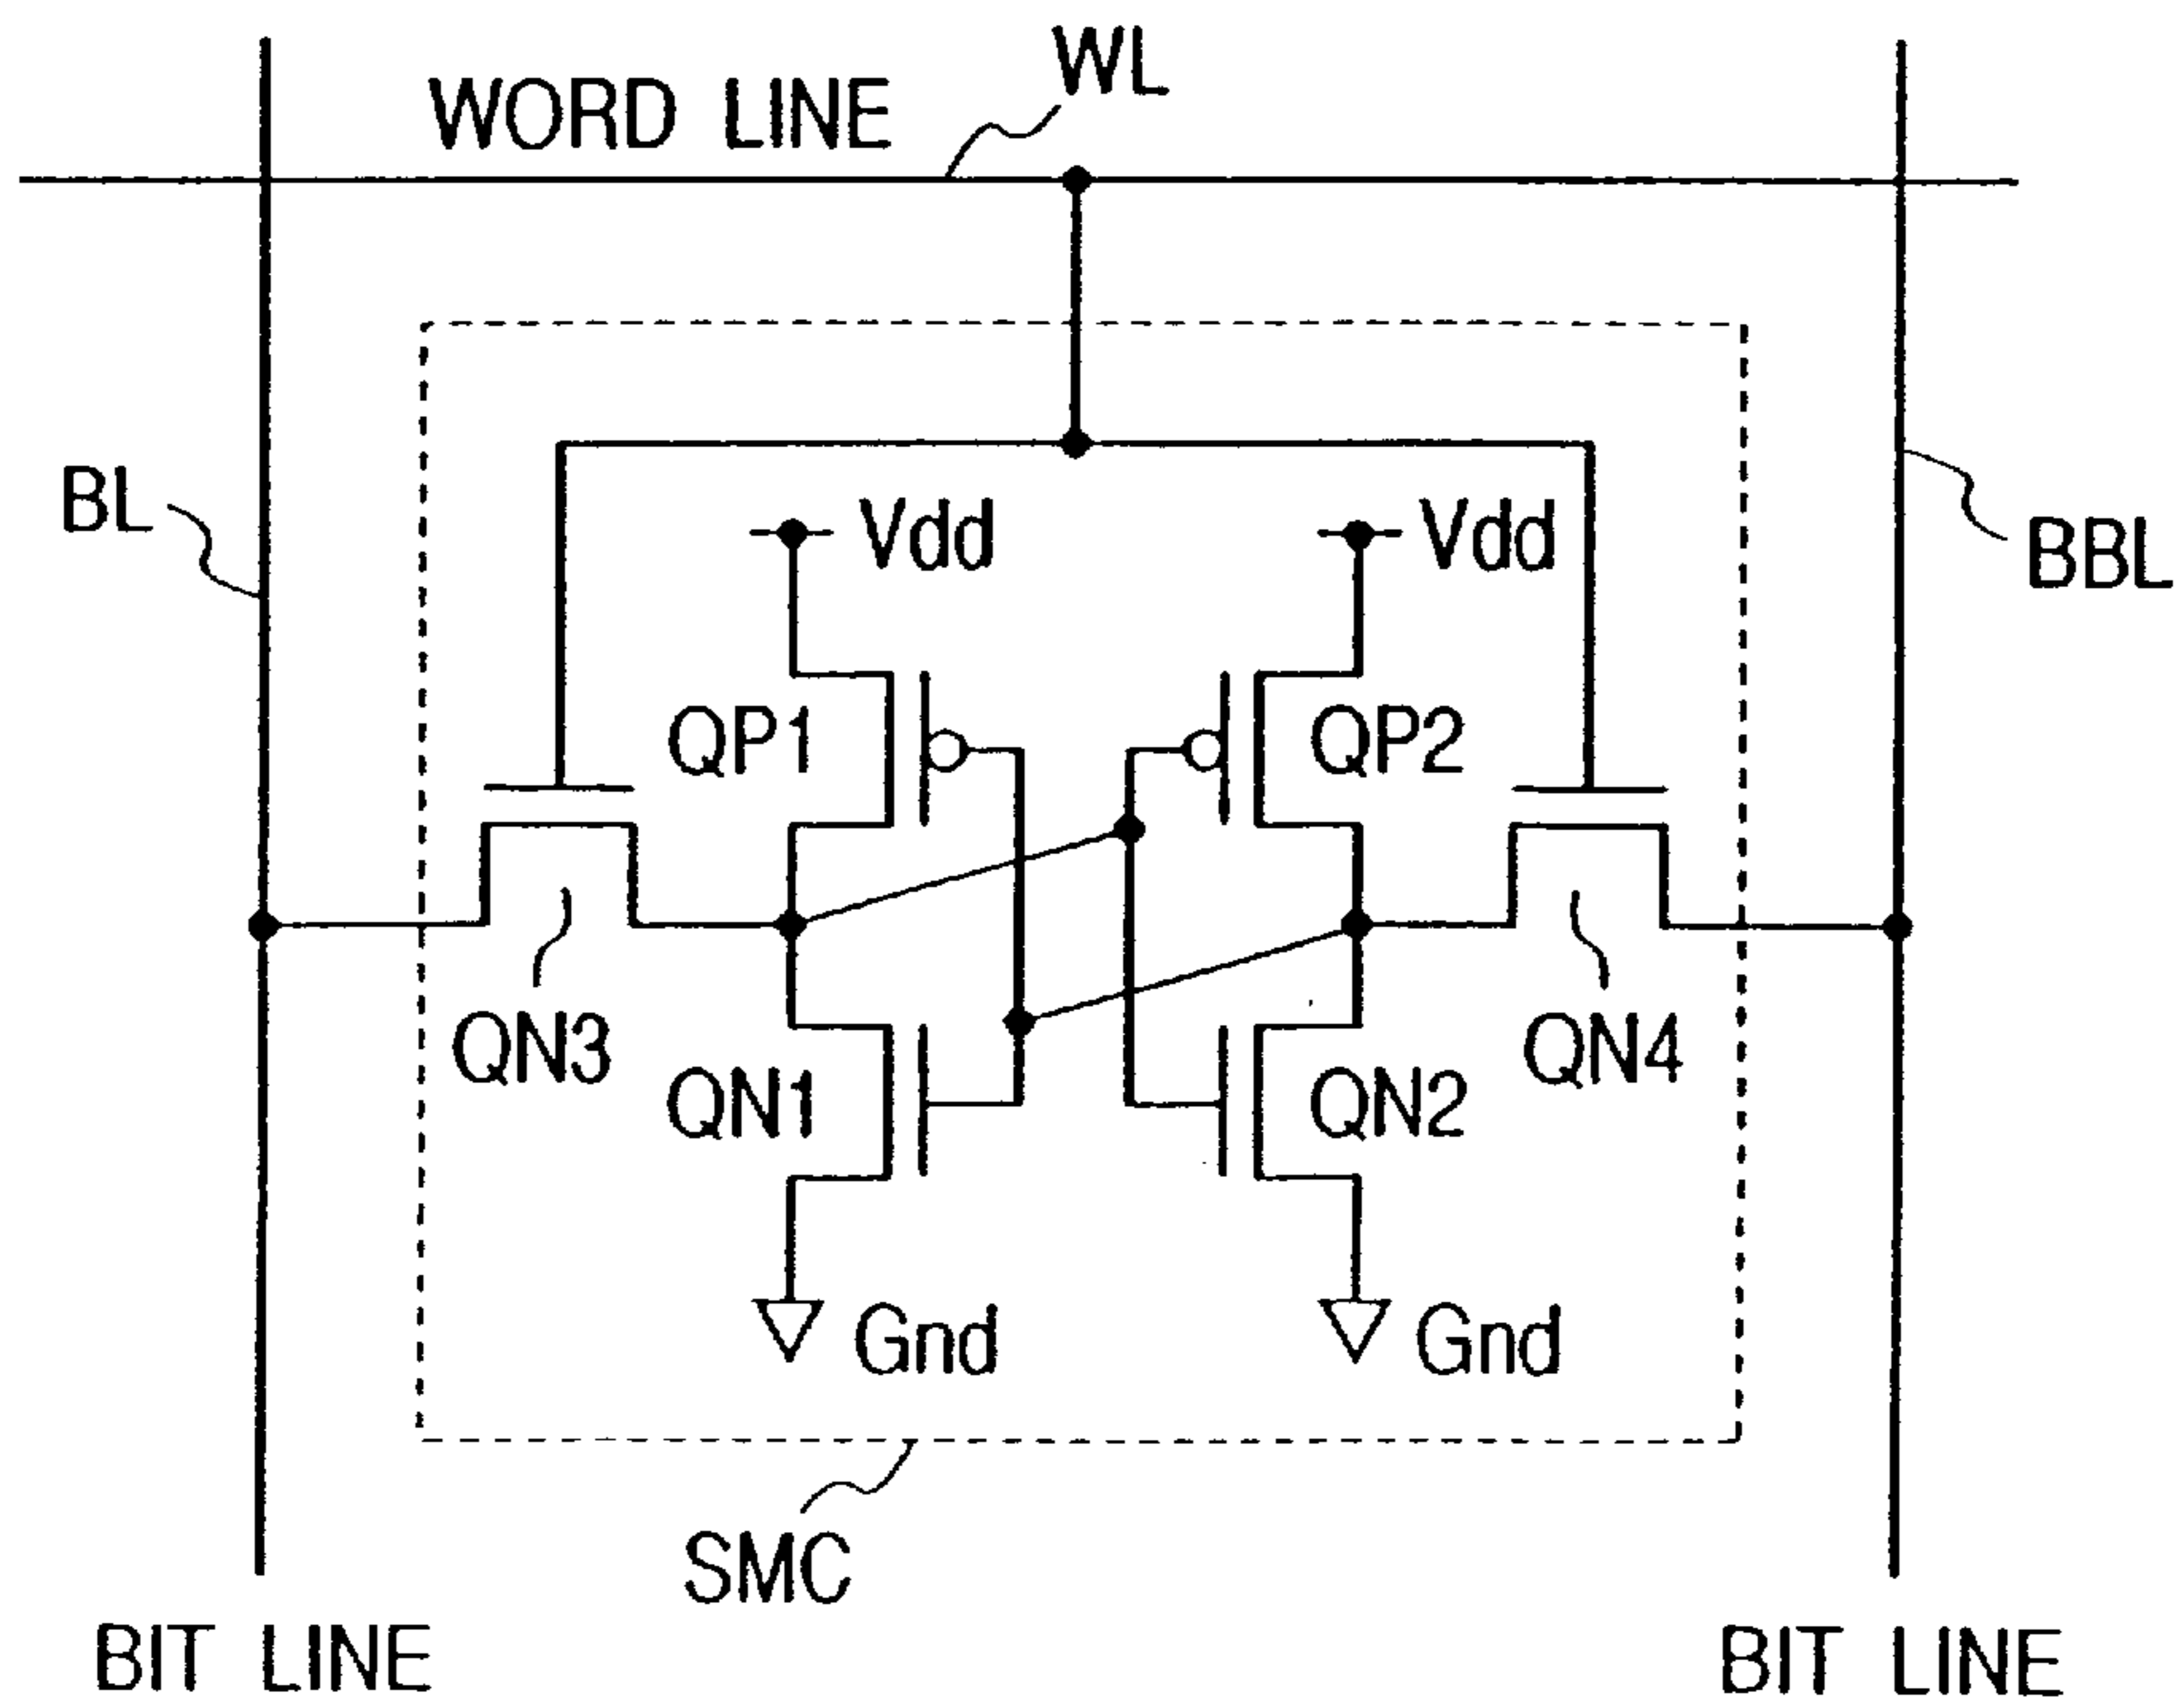 WL
WORD LINE
BL
Vdd
Vdd
BBL
QP1
QP2
QN3
QN1
QN2
QN4
Gnd
Gnd
SMC
BIT LINE
BIT LINE